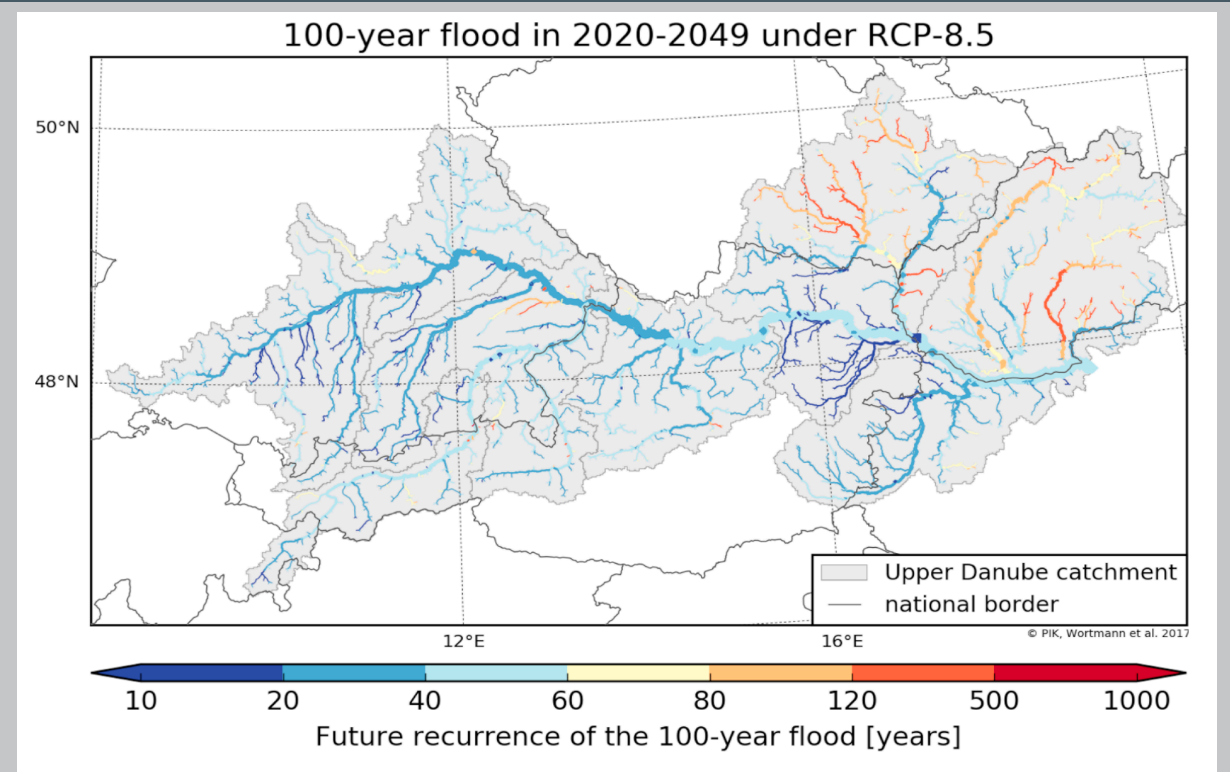 100-year flood in 2020-2049 under RCP-8.5
50°N
48°N
Upper Danube catchment
national border
12°E
16°E
© PIK, Wortmann et al. 2017
10 20 40 60 80 120 500 1000
Future recurrence of the 100-year flood [years]